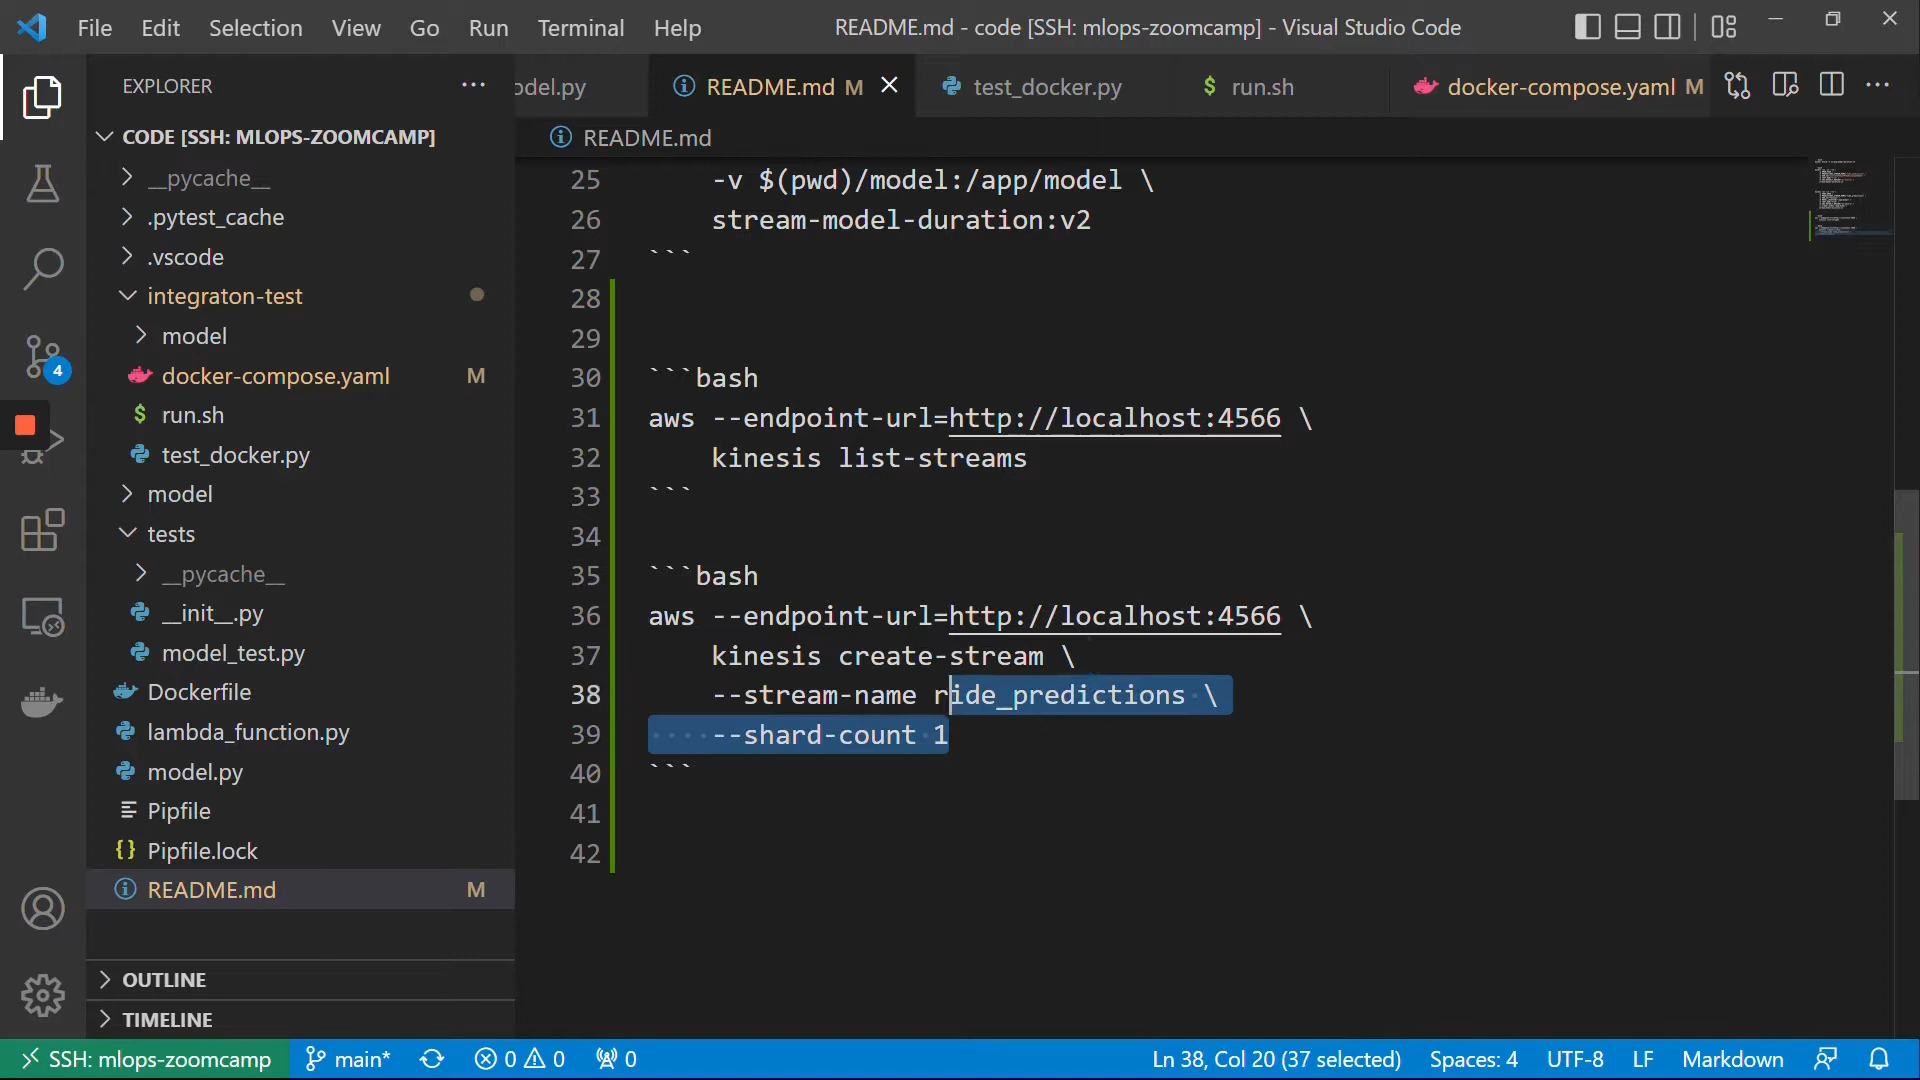 File Edit Selection View Go Run Terminal Help README.md - code [SSH: mlops-zoomcamp] - Visual Studio Code
EXPLORER
odel.py README.md M test_docker.py $ run.sh docker-compose.yaml M
CODE [SSH: MLOPS-ZOOMCAMP]
README.md
__pycache__
.pytest_cache
.vscode
integraton-test
model
docker-compose.yaml M
$ run.sh
test_docker.py
model
tests
__pycache__
__init__.py
model_test.py
Dockerfile
lambda_function.py
model.py
Pipfile
{} Pipfile.lock
README.md M
OUTLINE
TIMELINE
4
25 -v $(pwd)/model:/app/model \
26 stream-model-duration:v2
27 ```
28
29
30 ```bash
31 aws --endpoint-url=http://localhost:4566 \
32 kinesis list-streams
33 ```
34
35 ```bash
36 aws --endpoint-url=http://localhost:4566 \
37 kinesis create-stream \
38 --stream-name ride_predictions \
39 --shard-count 1
40 ```
41
42
SSH: mlops-zoomcamp main* 0 0 0 Ln 38, Col 20 (37 selected) Spaces: 4 UTF-8 LF Markdown